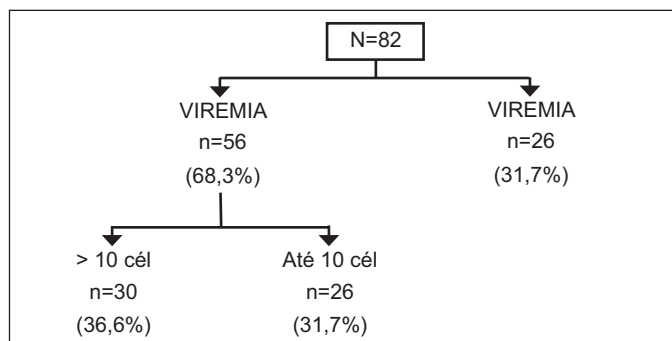 N=82
VIREMIA
n=56
(68,3%)
VIREMIA
n=26
(31,7%)
> 10 cél
n=30
(36,6%)
Até 10 cél
n=26
(31,7%)